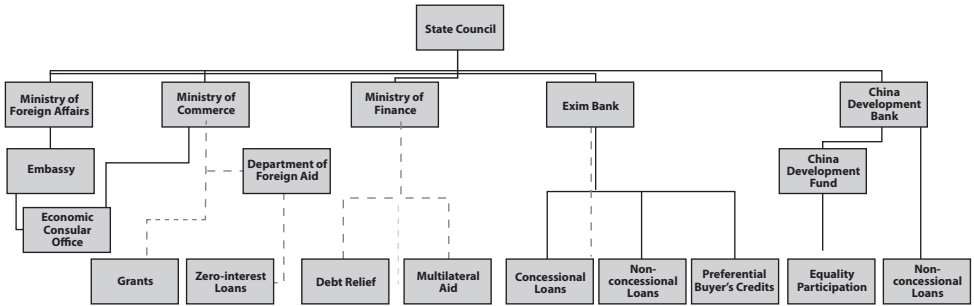 State Council
Ministry of
Foreign Affairs
Ministry of
Commerce
Ministry of
Finance
Exim Bank
China
Development
Bank
Embassy
Department of
Foreign Aid
China
Development
Fund
Economic
Consular
Office
Grants
Zero-interest
Loans
Debt Relief
Multilateral
Aid
Concessional
Loans
Non-
concessional
Loans
Preferential
Buyer's Credits
Equality
Participation
Non-
concessional
Loans